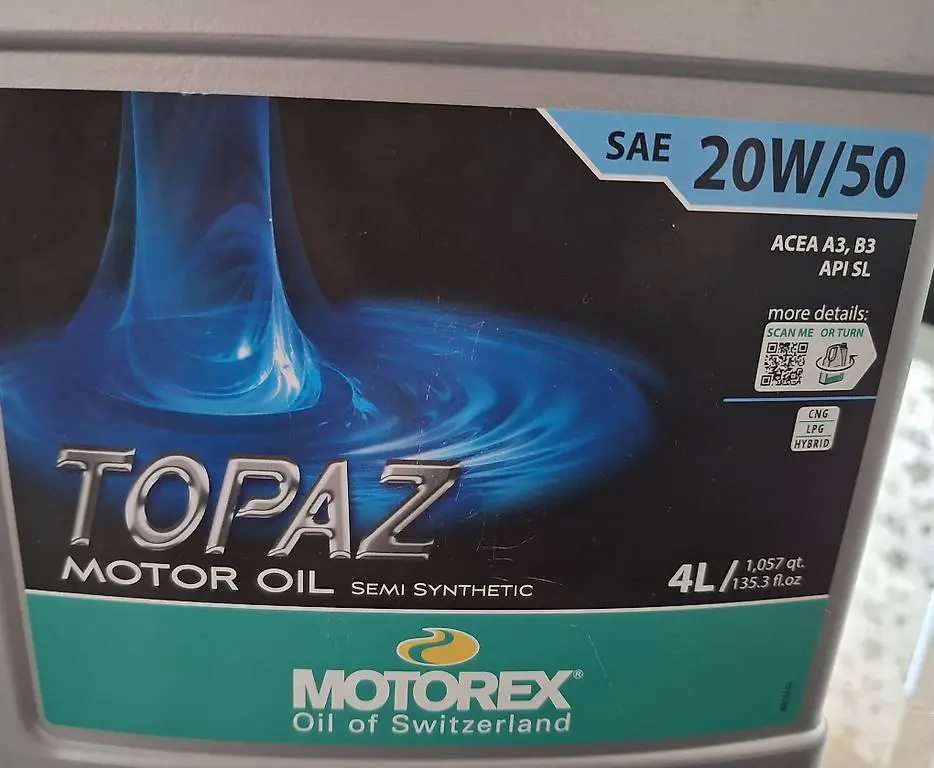 SAE 20W/50
ACEA A3, B3
API SL
more details:
SCAN ME OR TURN
CNG
LPG
HYBRID
TOPAZ
MOTOR OIL SEMI SYNTHETIC
4L/ 1,057 qt.
135.3 fl.oz
MOTOREX®
Oil of Switzerland